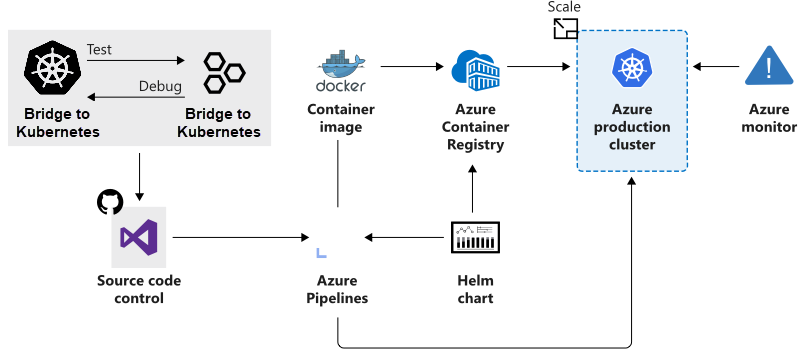 Scale
Test
Debug
Bridge to
Kubernetes
Bridge to
Kubernetes
docker
Container
image
Azure
Container
Registry
Azure
production
cluster
Azure
monitor
Source code
control
Azure
Pipelines
Helm
chart